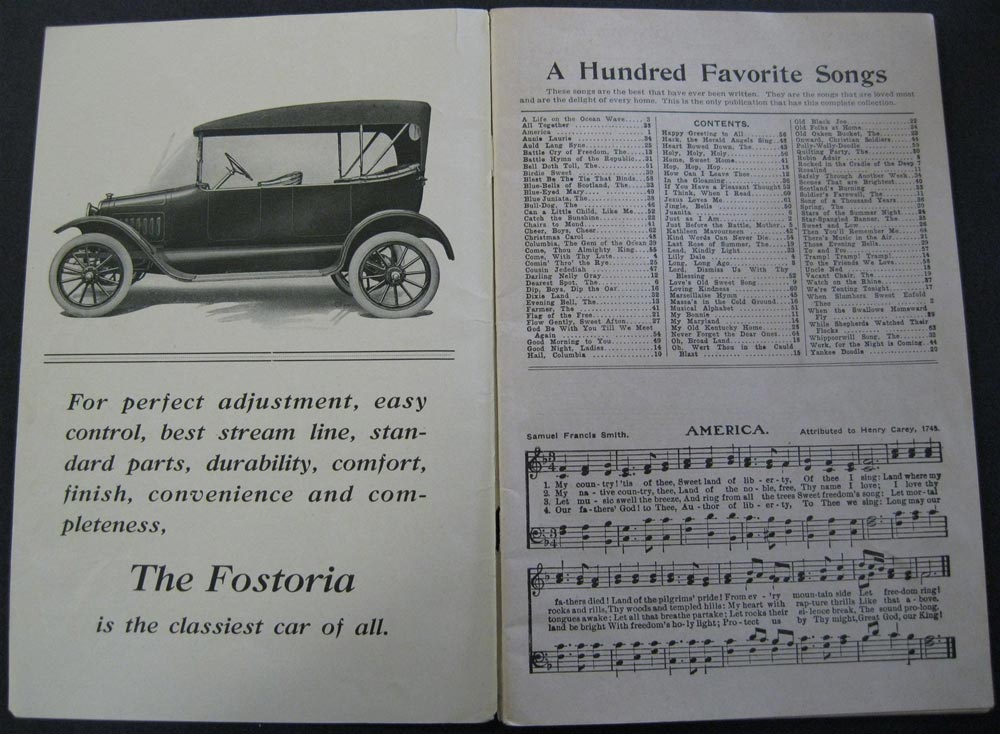 For perfect adjustment, easy
control, best stream line, stan-
dard parts, durability, comfort,
finish, convenience and com-
pleteness,
The Fostoria
is the classiest car of all.
A Hundred Favorite Songs
These songs are the best that have ever been written. They are the songs that are loved most
and are the delight of every home. This is the only publication that has this complete collection.
A Life on the Ocean Wave
All Together
America 1
Annie Laurie
Auld Lang Syne
Battle Cry of Freedom, The
Battle Hymn of the Republic
Bell Doth Toll, The
Birdie Sweet
Blest Be the Tie That Binds
Blue-Bells of Scotland, The
Blue-Eyed Mary
Blue Juniata, The
Bull-Dog, The
Can a Little Child, Like Me
Catch the Sunshine
Chairs to Mend
Cheer, Boys, Cheer
Christmas Carol
Columbia, The Gem of the Ocean
Come, Thou Almighty King
Come, With Thy Lute
Comin' Thro' the Rye
Cousin Jedediah
Darling Nelly Gray
Dearest Spot, The
Dip, Boys, Dip the Oar
Dixie Land
Evening Bell, The
Farmer, The
Flag of the Free
Flow Gently, Sweet Afton
God Be With You Till We Meet
Again
Good Morning to You
Good Night, Ladies
Hail, Columbia 10
CONTENTS.
Happy Greeting to All
Hark, the Herald Angels Sing
Heart Bowed Down, The
Holy, Holy, Holy
Home, Sweet Home
Hop, Hop, Hop
How Can I Leave Thee
In the Gloaming
If You Have a Pleasant Thought
I Think, When I Read
Jesus Loves Me
Jingle, Bells
Juanita
Just as I Am
Just Before the Battle, Mother
Kathleen Mavourneen
Kind Words Can Never Die
Last Rose of Summer, The
Lead, Kindly Light
Lilly Dale
Long, Long Ago
Lord, Dismiss Us With Thy
Blessing
Love's Old Sweet Song
Loving Kindness
Marseillaise Hymn
Massa's in the Cold Ground
Musical Alphabet
My Bonnie
My Maryland
My Old Kentucky Home
Never Forget the Dear Ones
Oh, Broad Land
Oh, Wert Thou in the Cauld
Blast
Old Black Joe
Old Folks at Home
Old Oaken Bucket, The
Onward, Christian Soldiers
Polly-Wolly-Doodle
Quilting Party, The
Robin Adair
Rocked in the Cradle of the Deep
Rosalind
Safely Through Another Week
Scenes That are Brightest
Scotland's Burning
Soldier's Farewell, The
Song of a Thousand Years
Spring, The
Stars of the Summer Night
Star-Spangled Banner, The
Sweet and Low
Then You'll Remember Me
in the Air
Those Evening Bells
To and Fro
Tramp! Tramp! Tramp!
To the Friends We Love
Uncle Ned
Vacant Chair, The
Watch on the Rhine
We're Tenting Tonight
When Slumbers Sweet Enfold
Thee
When the Swallows Homeward
Fly
While Shepherds Watched Their
Flocks
Whippoorwill Song, The
Work, for the Night is Coming
Yankee Doodle
AMERICA.
Samuel Francis Smith. Attributed to Henry Carey, 1745.
1. My coun-try! 'tis of thee, Sweet land of lib-er-ty, Of thee I sing: Land where my
2. My na-tive coun-try, thee, Land of the no-ble, free, Thy name I love; I love thy
3. Let mu-sic swell the breeze, And ring from all the trees Sweet freedom's song; Let mor-tal
4. Our fa-thers' God! to Thee, Au-thor of lib-er-ty, To Thee we sing: Long may our
fa-thers died! Land of the pilgrims' pride! From ev-'ry mountain-side Let free-dom ring!
rocks and rills, Thy woods and templed hills: My heart with rap-ture thrills Like that a-bove.
tongues awake; Let all that breathe partake; Let rocks their si-lence break, The sound pro-long.
land be bright With freedom's ho-ly light; Pro-tect us by Thy might, Great God, our King!